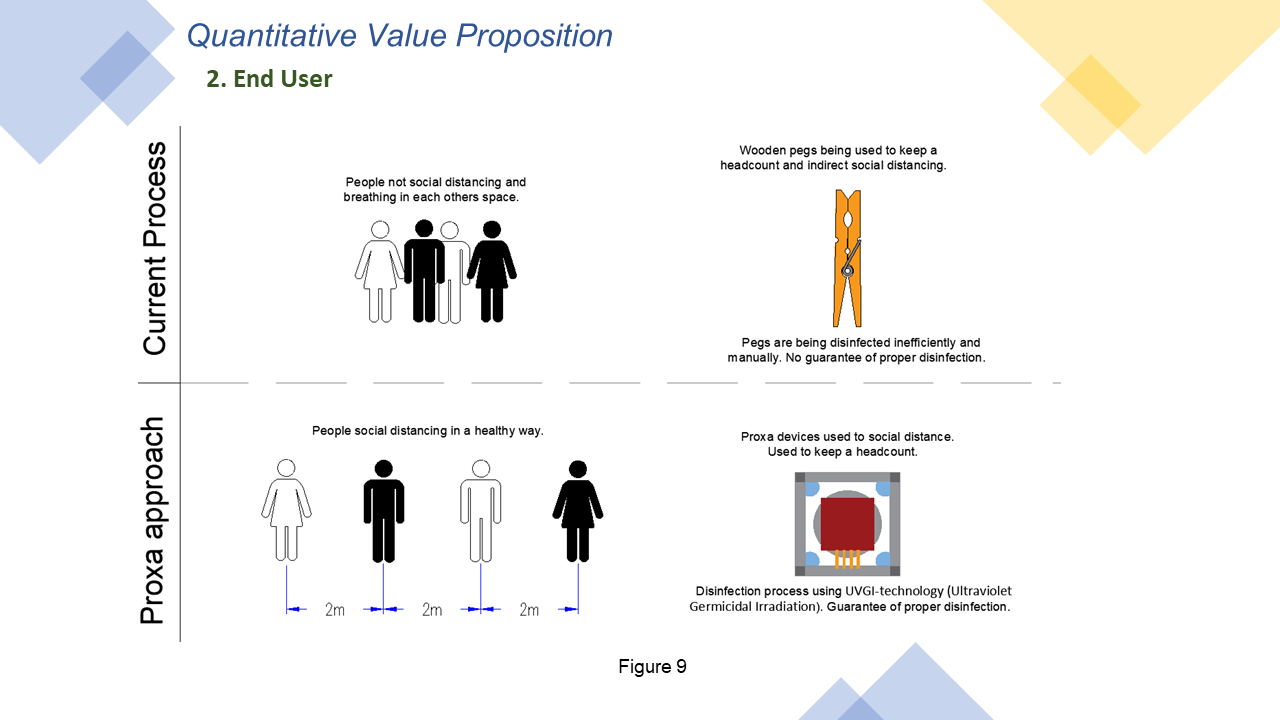 Quantitative Value Proposition
2. End User
Current Process
People not social distancing and
breathing in each others space.
Wooden pegs being used to keep a
headcount and indirect social distancing.
Pegs are being disinfected inefficiently and
manually. No guarantee of proper disinfection.
Proxa approach
People social distancing in a healthy way.
2m
2m
2m
Proxa devices used to social distance.
Used to keep a headcount.
Disinfection process using UVGI-technology (Ultraviolet
Germicidal Irradiation). Guarantee of proper disinfection.
Figure 9